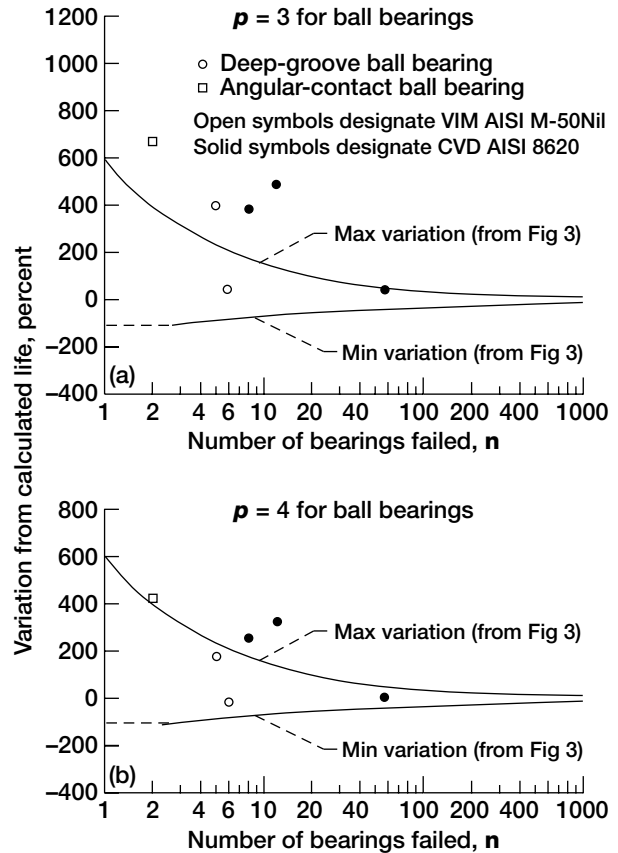 p = 3 for ball bearings
1200
1000
800
600
400
200
0
−200
−400
Deep-groove ball bearing
Angular-contact ball bearing
Open symbols designate VIM AISI M-50Nil
Solid symbols designate CVD AISI 8620
Max variation (from Fig 3)
Min variation (from Fig 3)
(a)
1 2 4 6 10 20 40 60 100 200 400 1000
Number of bearings failed, n
Variation from calculated life, percent
p = 4 for ball bearings
800
600
400
200
0
−200
−400
Max variation (from Fig 3)
Min variation (from Fig 3)
(b)
1 2 4 6 10 20 40 60 100 200 400 1000
Number of bearings failed, n